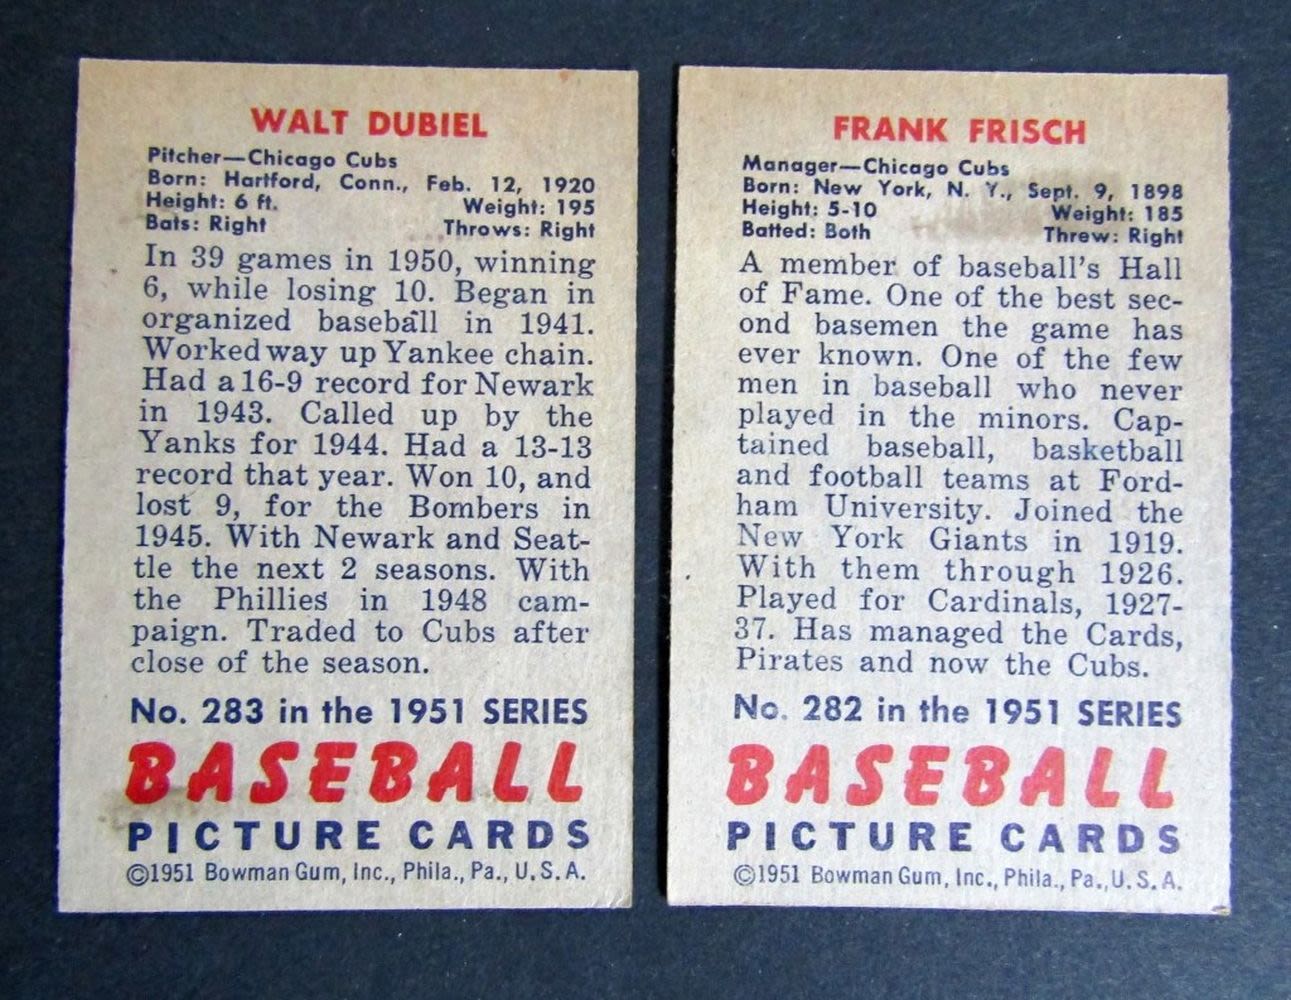 WALT DUBIEL
Pitcher—Chicago Cubs
Born: Hartford, Conn., Feb. 12, 1920
Height: 6 ft. Weight: 195
Bats: Right Throws: Right
In 39 games in 1950, winning
6, while losing 10. Began in
organized baseball in 1941.
Worked way up Yankee chain.
Had a 16-9 record for Newark
in 1943. Called up by the
Yanks for 1944. Had a 13-13
record that year. Won 10, and
lost 9, for the Bombers in
1945. With Newark and Seat-
tle the next 2 seasons. With
the Phillies in 1948 cam-
paign. Traded to Cubs after
close of the season.
No. 283 in the 1951 SERIES
BASEBALL
PICTURE CARDS
©1951 Bowman Gum, Inc., Phila., Pa., U.S.A.
FRANK FRISCH
Manager—Chicago Cubs
Born: New York, N. Y., Sept. 9, 1898
Height: 5-10 Weight: 185
Batted: Both Threw: Right
A member of baseball's Hall
of Fame. One of the best sec-
ond basemen the game has
ever known. One of the few
men in baseball who never
played in the minors. Cap-
tained baseball, basketball
and football teams at Ford-
ham University. Joined the
New York Giants in 1919.
With them through 1926.
Played for Cardinals, 1927-
37. Has managed the Cards,
Pirates and now the Cubs.
No. 282 in the 1951 SERIES
BASEBALL
PICTURE CARDS
©1951 Bowman Gum, Inc., Phila., Pa., U.S.A.